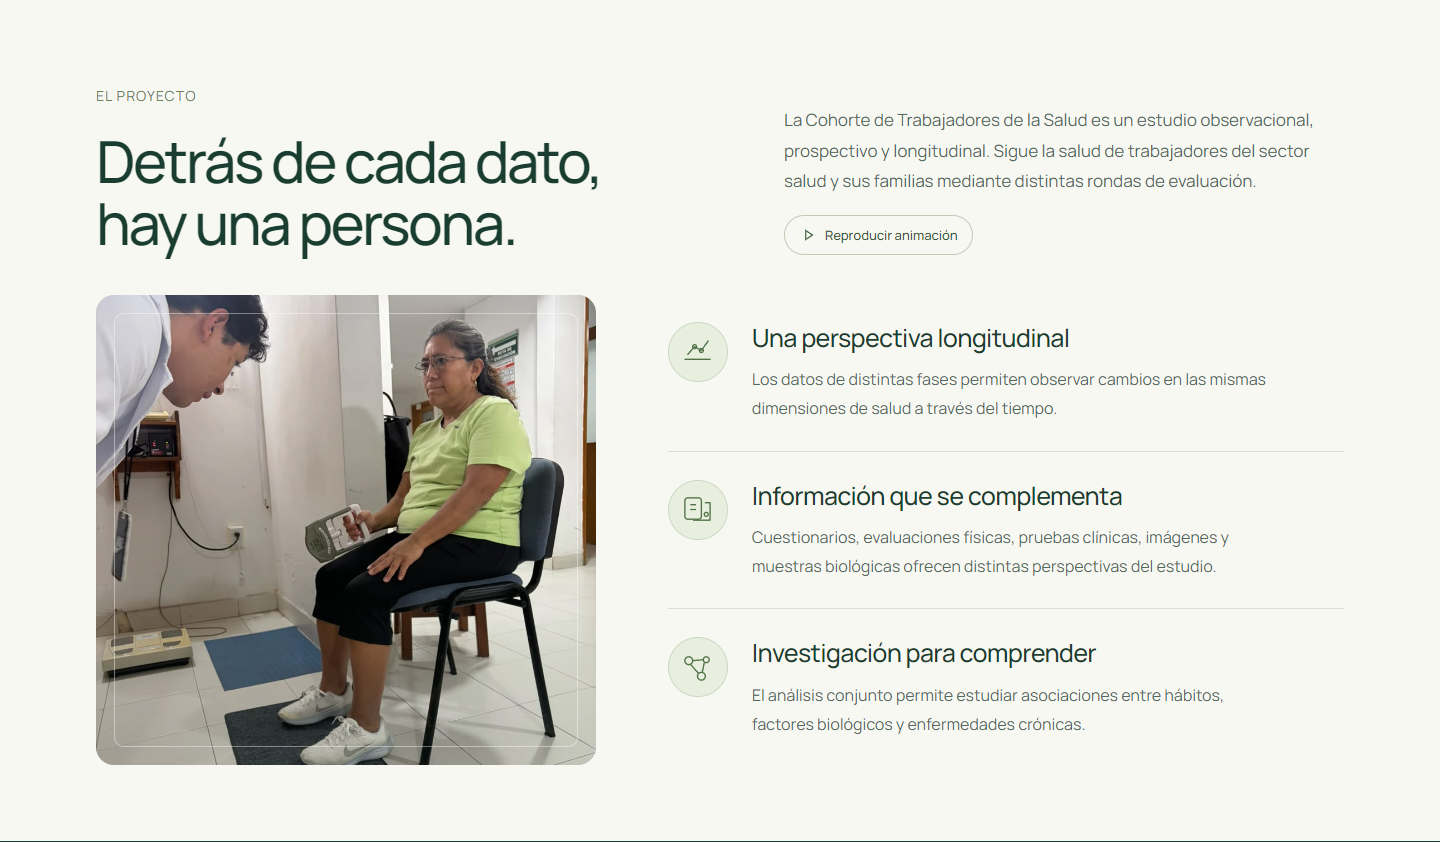 EL PROYECTO
Detrás de cada dato,
hay una persona.
La Cohorte de Trabajadores de la Salud es un estudio observacional,
prospectivo y longitudinal. Sigue la salud de trabajadores del sector
salud y sus familias mediante distintas rondas de evaluación.
Reproducir animación
Una perspectiva longitudinal
Los datos de distintas fases permiten observar cambios en las mismas
dimensiones de salud a través del tiempo.
Información que se complementa
Cuestionarios, evaluaciones físicas, pruebas clínicas, imágenes y
muestras biológicas ofrecen distintas perspectivas del estudio.
Investigación para comprender
El análisis conjunto permite estudiar asociaciones entre hábitos,
factores biológicos y enfermedades crónicas.